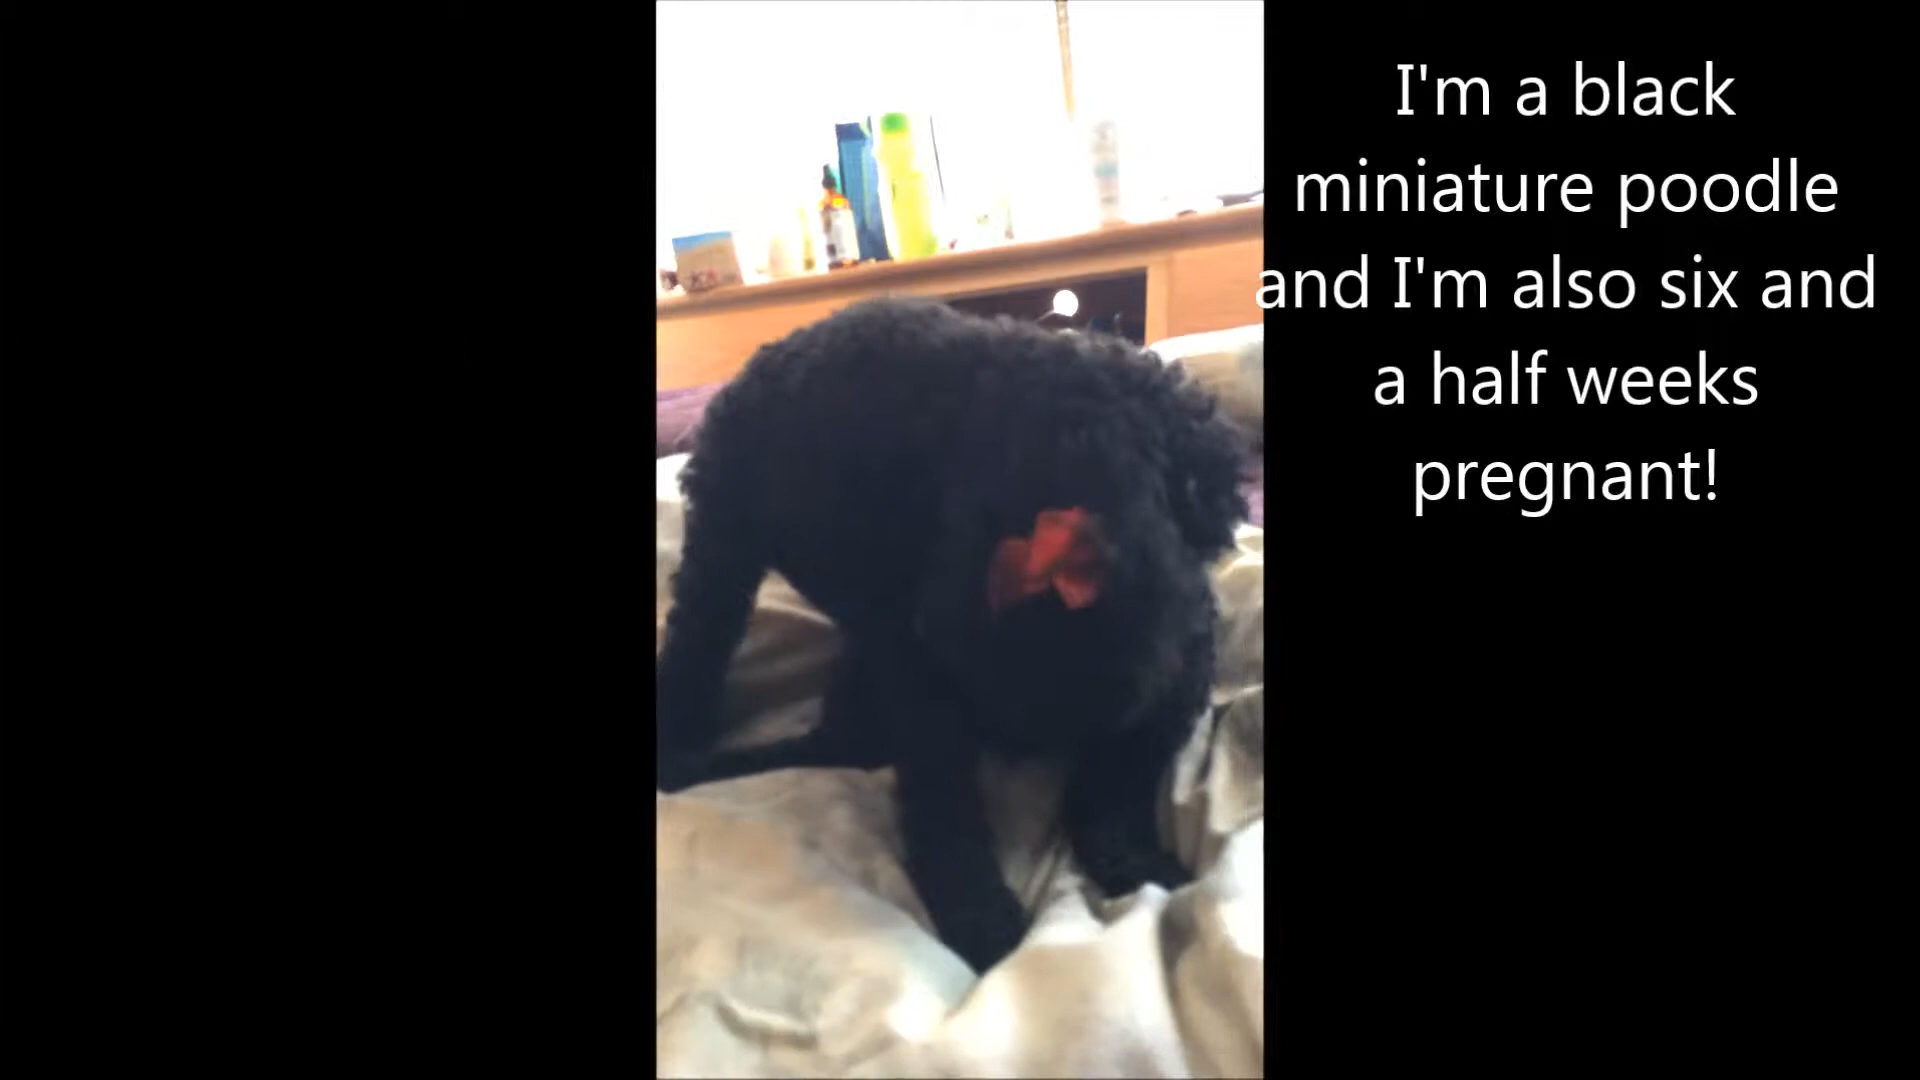 I'm a black
miniature poodle
and I'm also six and
a half weeks
pregnant!